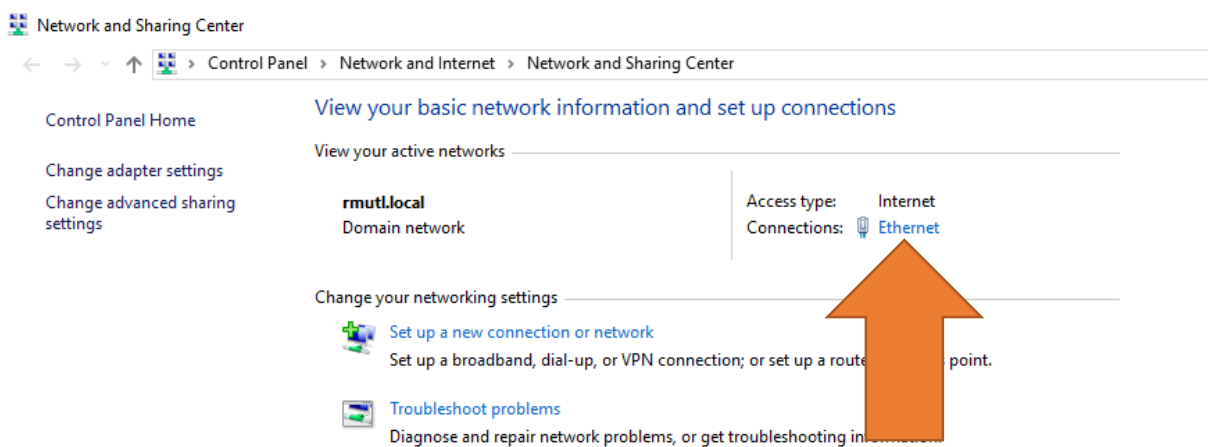 Network and Sharing Center
Control Panel > Network and Internet > Network and Sharing Center
Control Panel Home
Change adapter settings
Change advanced sharing
settings
View your basic network information and set up connections
View your active networks
rmutl.local
Domain network
Access type: Internet
Connections: Ethernet
Change your networking settings
Set up a new connection or network
Set up a broadband, dial-up, or VPN connection; or set up a point.
Troubleshoot problems
Diagnose and repair network problems, or get troubleshooting